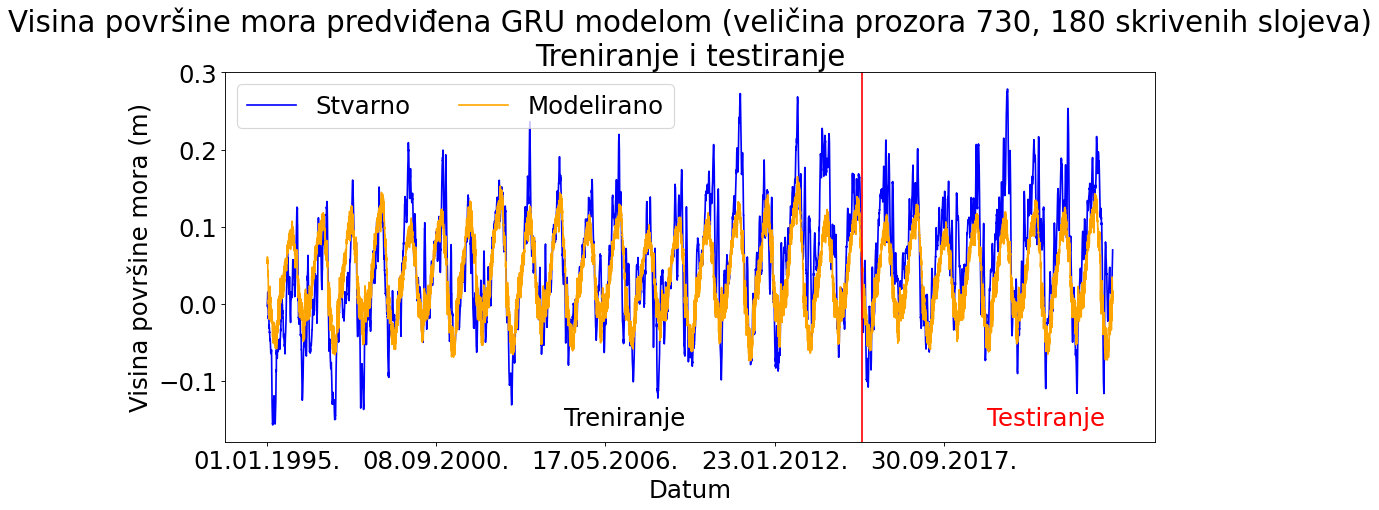 Visina površine mora predviđena GRU modelom (veličina prozora 730, 180 skrivenih slojeva)
Treniranje i testiranje
Stvarno Modelirano
Visina površine mora (m)
0.3
0.2
0.1
0.0
−0.1
Treniranje Testiranje
01.01.1995. 08.09.2000. 17.05.2006. 23.01.2012. 30.09.2017.
Datum